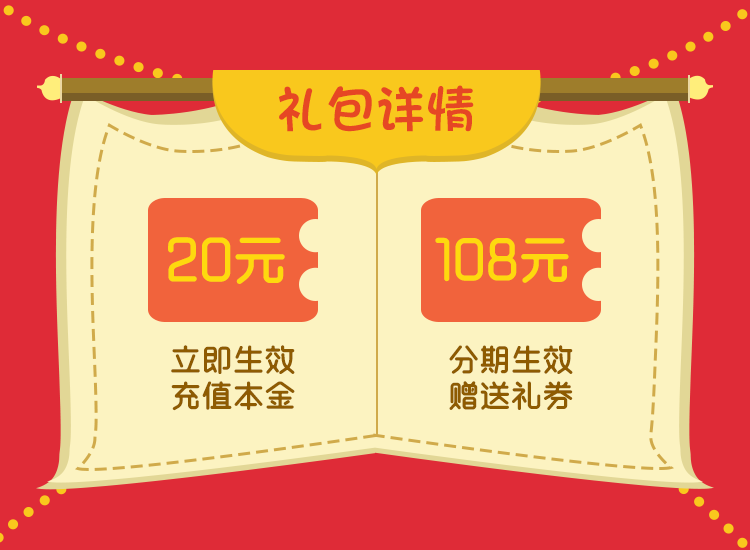 礼包详情
20元
立即生效
充值本金
108元
分期生效
赠送礼券